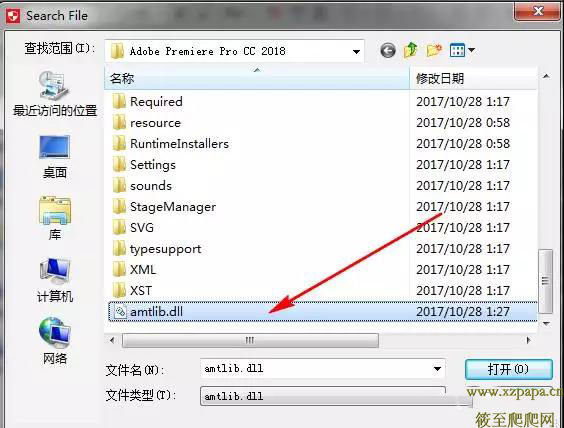 Search File
查找范围(I):
Adobe Premiere Pro CC 2018
名称
修改日期
Required
2017/10/28 1:17
resource
2017/10/28 0:58
RuntimeInstallers
2017/10/28 0:58
Settings
2017/10/28 1:17
sounds
2017/10/28 1:17
StageManager
2017/10/28 1:17
SVG
2017/10/28 1:17
typesupport
2017/10/28 1:17
XML
2017/10/28 1:17
XST
2017/10/28 1:17
amtlib.dll
2017/10/28 1:27
最近访问的位置
桌面
库
计算机
网络
文件名(N):
amtlib.dll
打开(O)
文件类型(T):
amtlib.dll
www.xzpapa.cn
筱至爬爬网